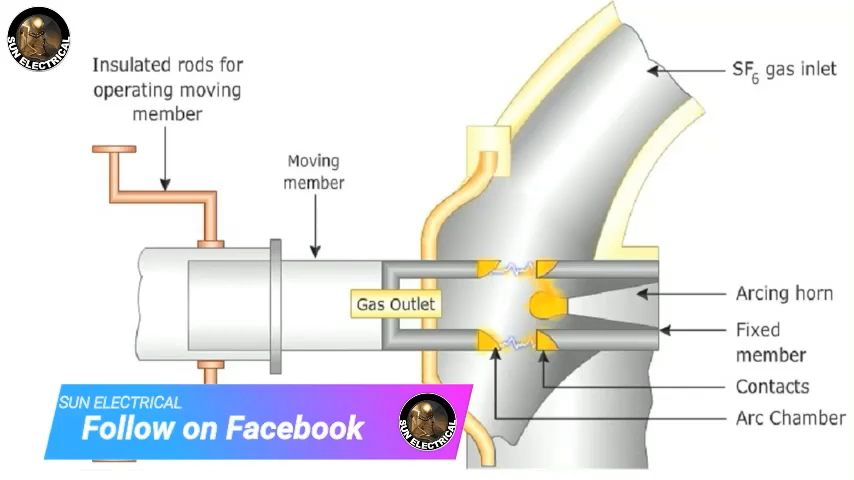 SUN ELECTRICAL
Insulated rods for
operating moving
member
Moving
member
SF6 gas inlet
Gas Outlet
Arcing horn
Fixed
member
Contacts
Arc Chamber
SUN ELECTRICAL
Follow on Facebook
SUN ELECTRICAL